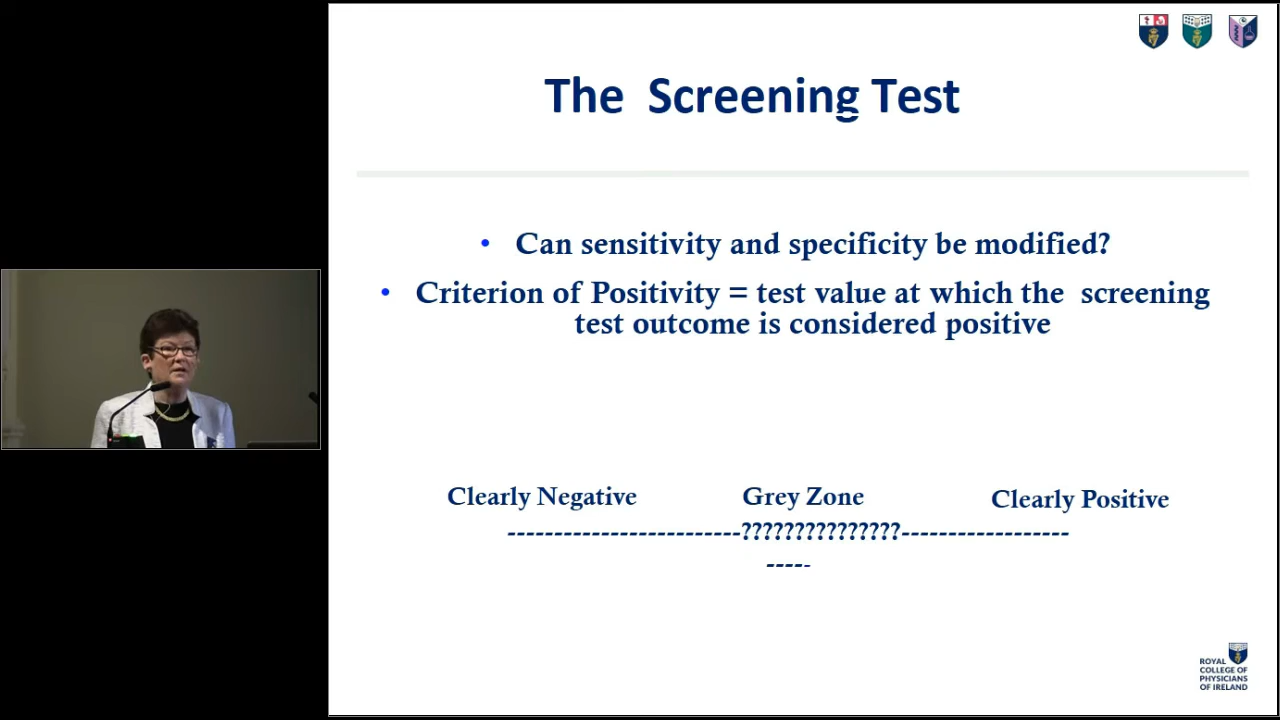 The Screening Test
• Can sensitivity and specificity be modified?
• Criterion of Positivity = test value at which the screening
test outcome is considered positive
Clearly Negative Grey Zone Clearly Positive
-------------------------???????????????------------------
-----
ROYAL
COLLEGE OF
PHYSICIANS
OF IRELAND